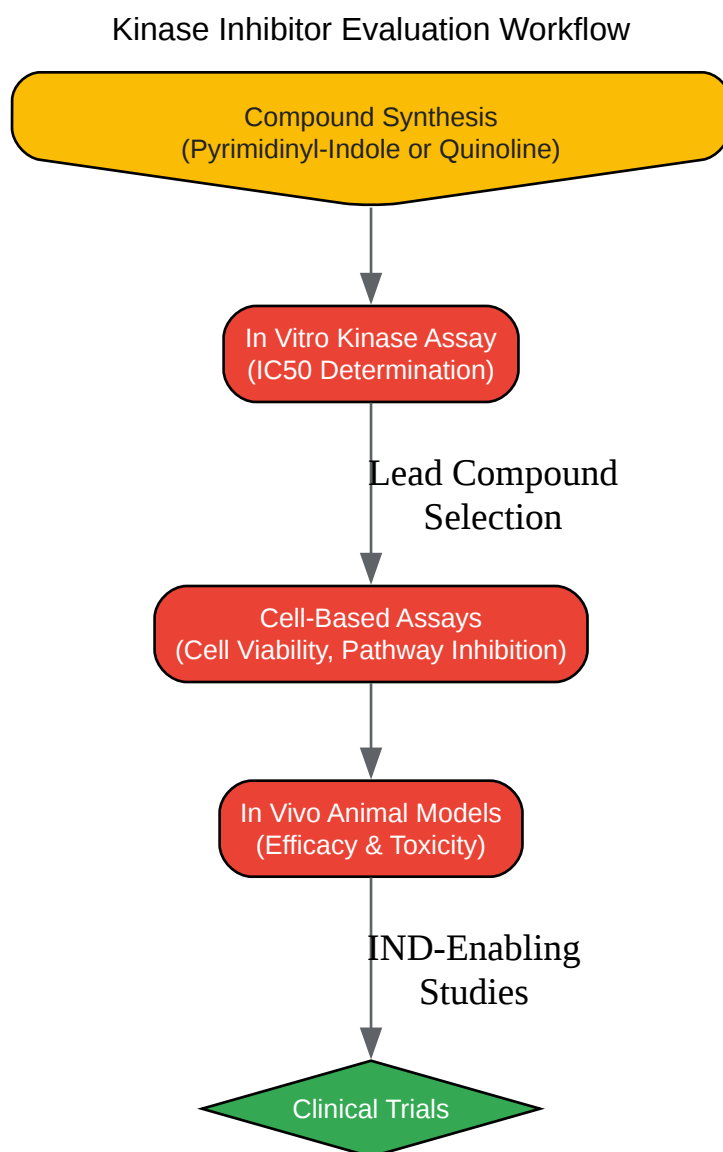 Kinase Inhibitor Evaluation Workflow
Compound Synthesis
(Pyrimidinyl-Indole or Quinoline)
In Vitro Kinase Assay
(IC50 Determination)
Lead Compound
Selection
Cell-Based Assays
(Cell Viability, Pathway Inhibition)
In Vivo Animal Models
(Efficacy & Toxicity)
IND-Enabling
Studies
Clinical Trials